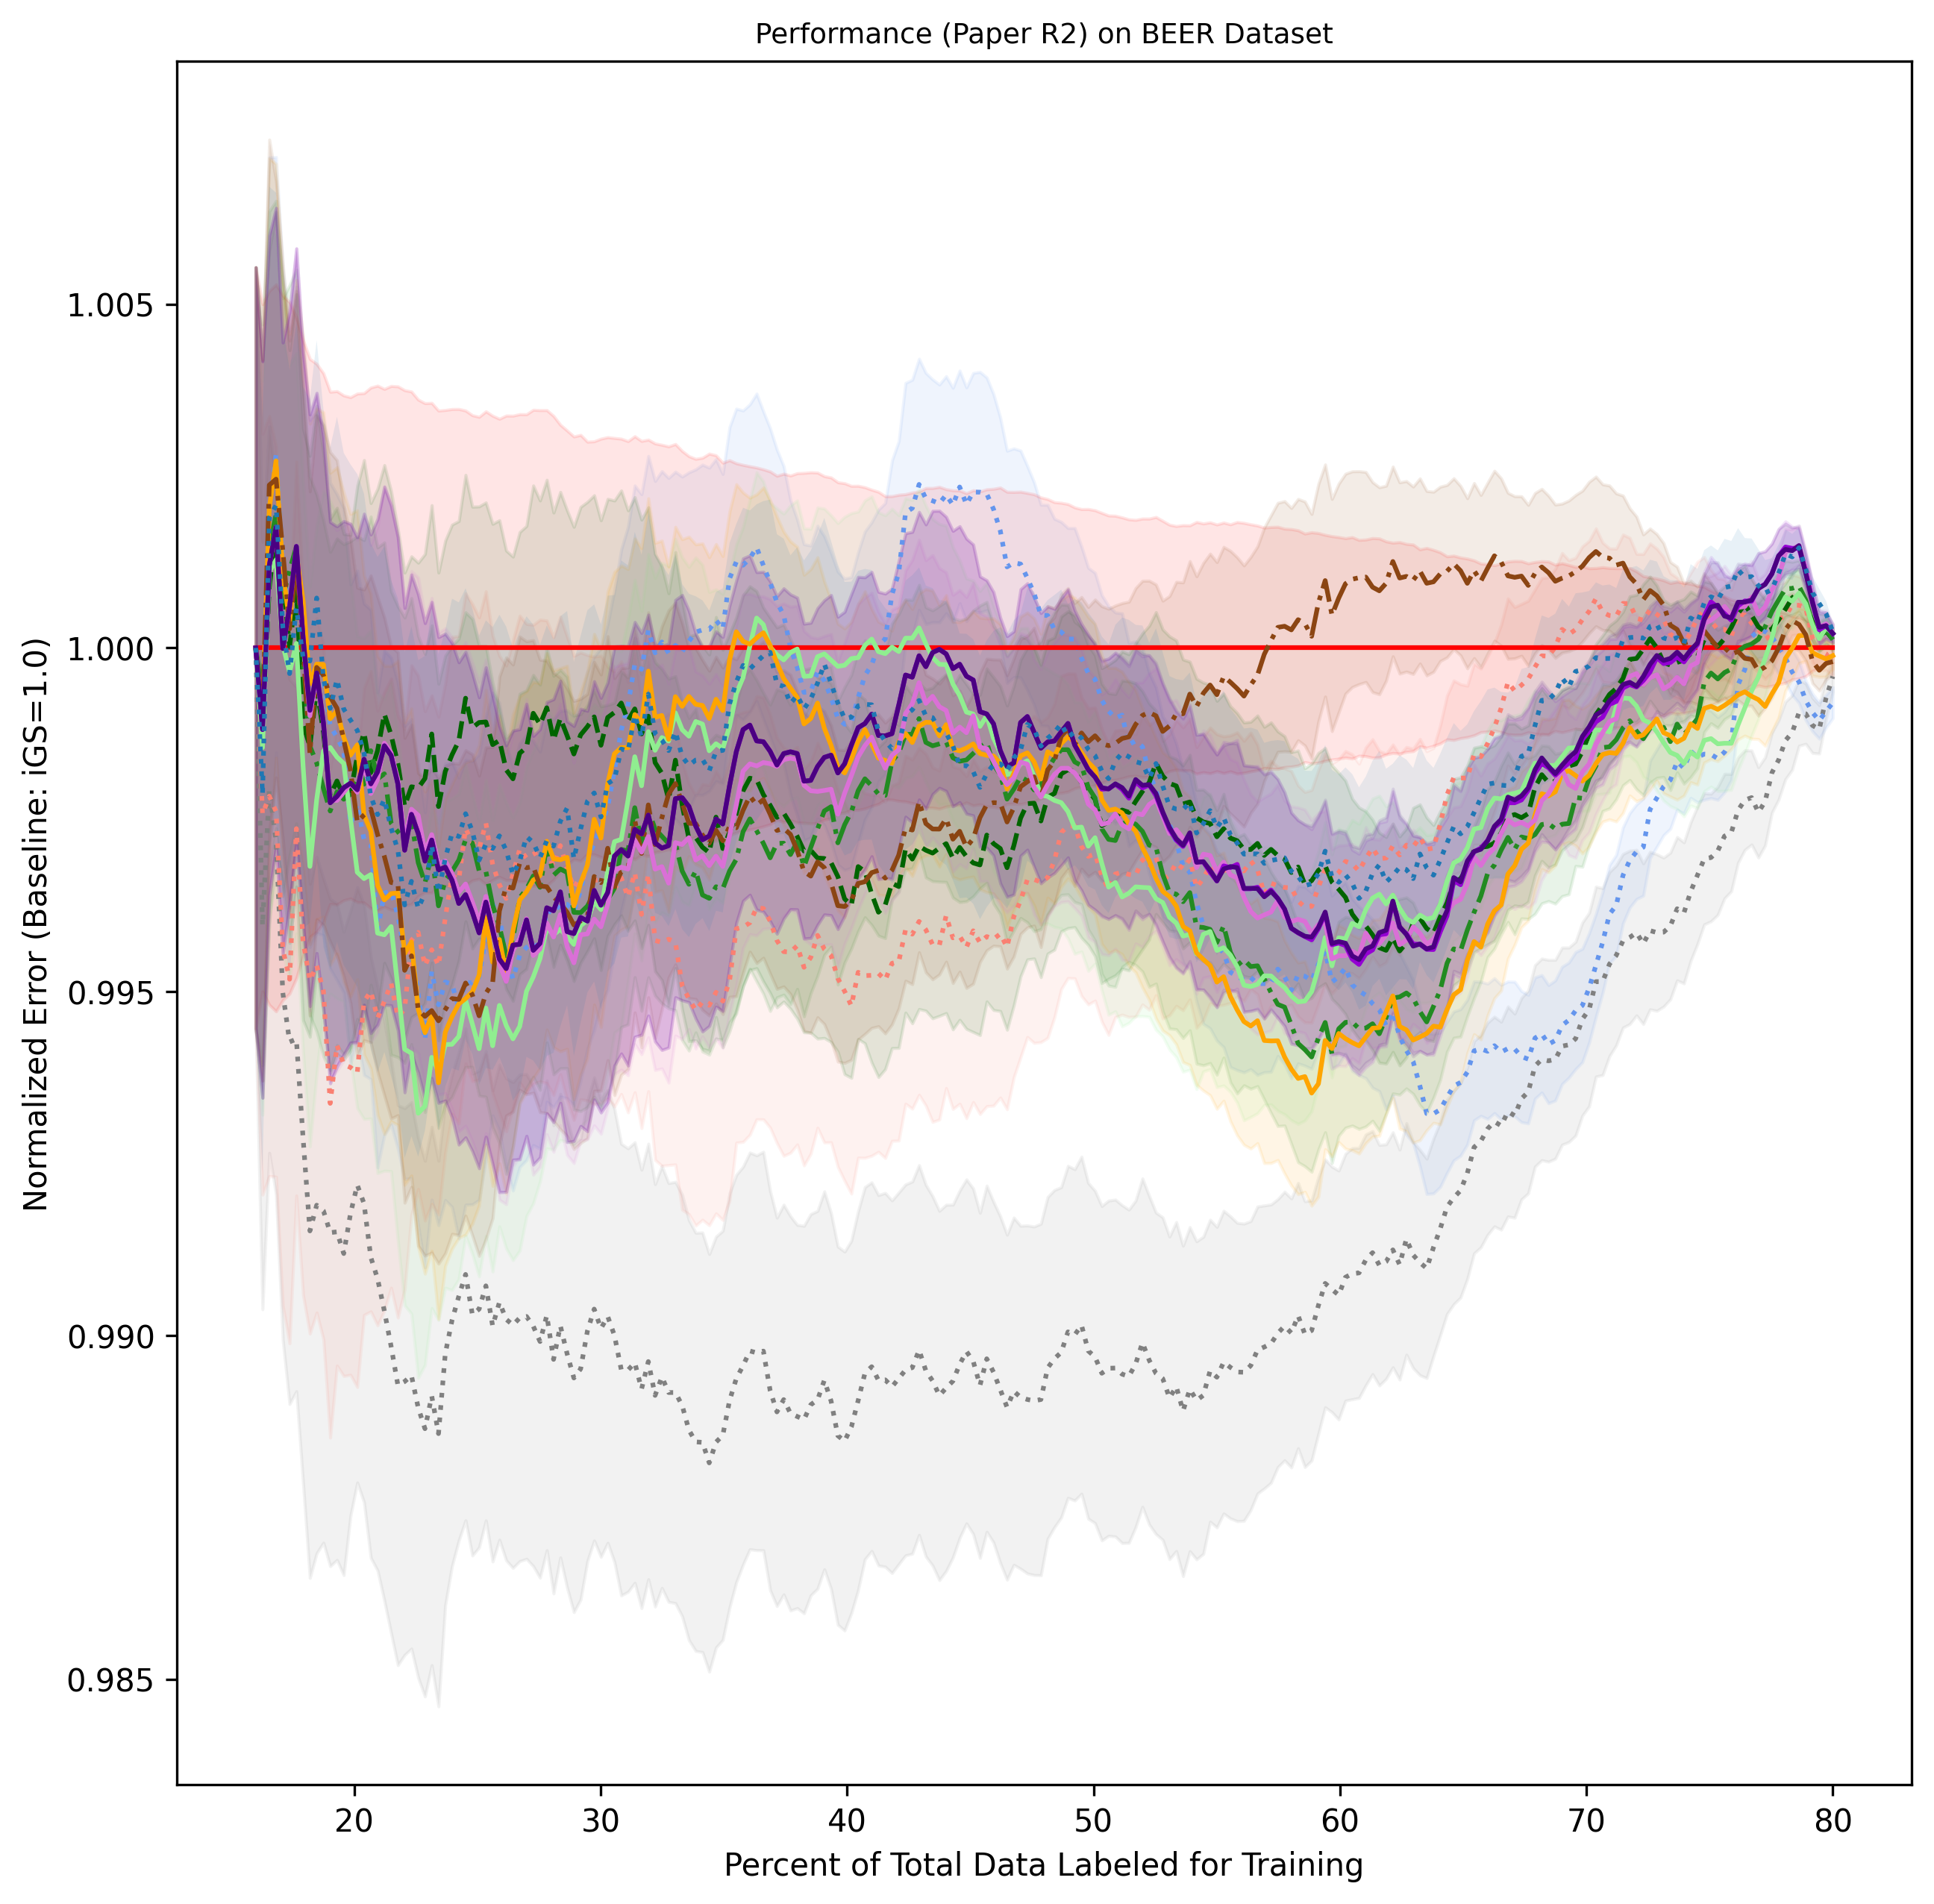 Performance (Paper R2) on BEER Dataset
Normalized Error (Baseline: iGS=1.0)
1.005
1.000
0.995
0.990
0.985
20 30 40 50 60 70 80
Percent of Total Data Labeled for Training